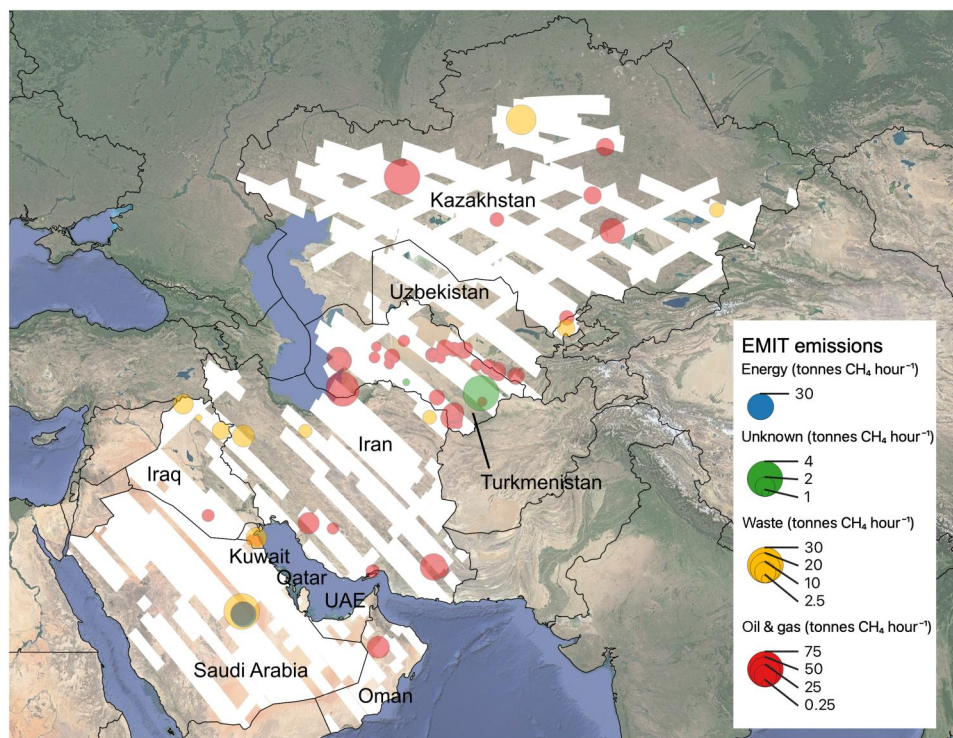 Kazakhstan
Uzbekistan
Iran
Turkmenistan
Iraq
Kuwait
Qatar
UAE
Saudi Arabia
Oman
EMIT emissions
Energy (tonnes CH₄ hour⁻¹)
30
Unknown (tonnes CH₄ hour⁻¹)
4
2
1
Waste (tonnes CH₄ hour⁻¹)
30
20
10
2.5
Oil & gas (tonnes CH₄ hour⁻¹)
75
50
25
0.25